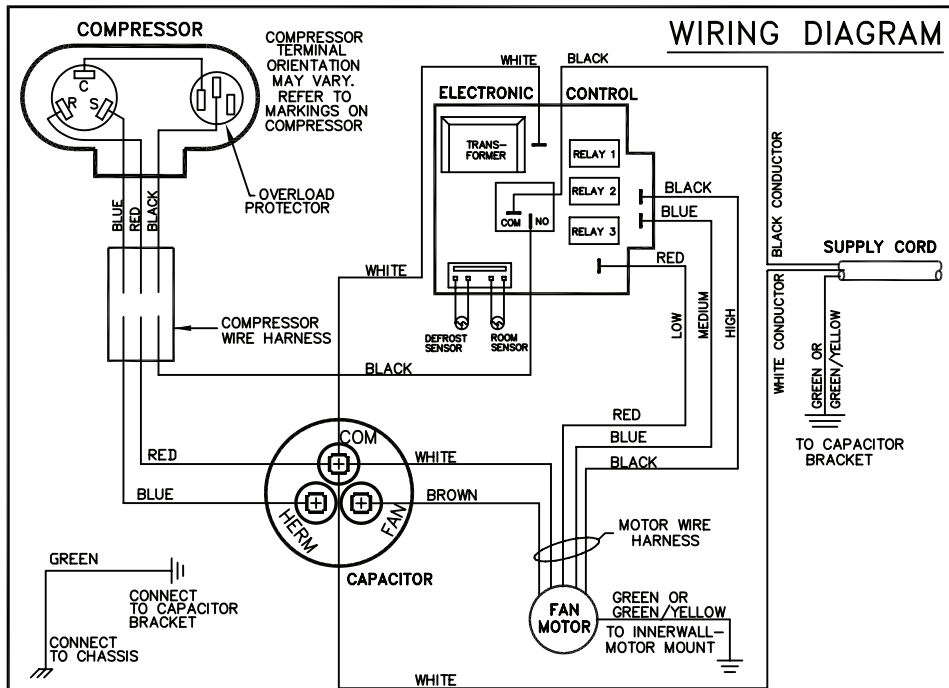 WIRING DIAGRAM
COMPRESSOR
COMPRESSOR
TERMINAL
ORIENTATION
MAY VARY.
REFER TO
MARKINGS ON
COMPRESSOR
C
R S
OVERLOAD
PROTECTOR
BLUE
RED
BLACK
COMPRESSOR
WIRE HARNESS
WHITE
BLACK
ELECTRONIC CONTROL
TRANS-
FORMER
RELAY 1
RELAY 2
RELAY 3
COM NO
BLACK
BLUE
RED
DEFROST
SENSOR
ROOM
SENSOR
LOW
MEDIUM
HIGH
BLACK CONDUCTOR
WHITE CONDUCTOR
SUPPLY CORD
GREEN OR
GREEN/YELLOW
TO CAPACITOR
BRACKET
WHITE
BLACK
RED
BLUE
BLACK
COM
HERM
FAN
CAPACITOR
RED
BLUE
WHITE
BROWN
MOTOR WIRE
HARNESS
FAN
MOTOR
GREEN OR
GREEN/YELLOW
TO INNERWALL-
MOTOR MOUNT
GREEN
CONNECT
TO CAPACITOR
BRACKET
CONNECT
TO CHASSIS
WHITE